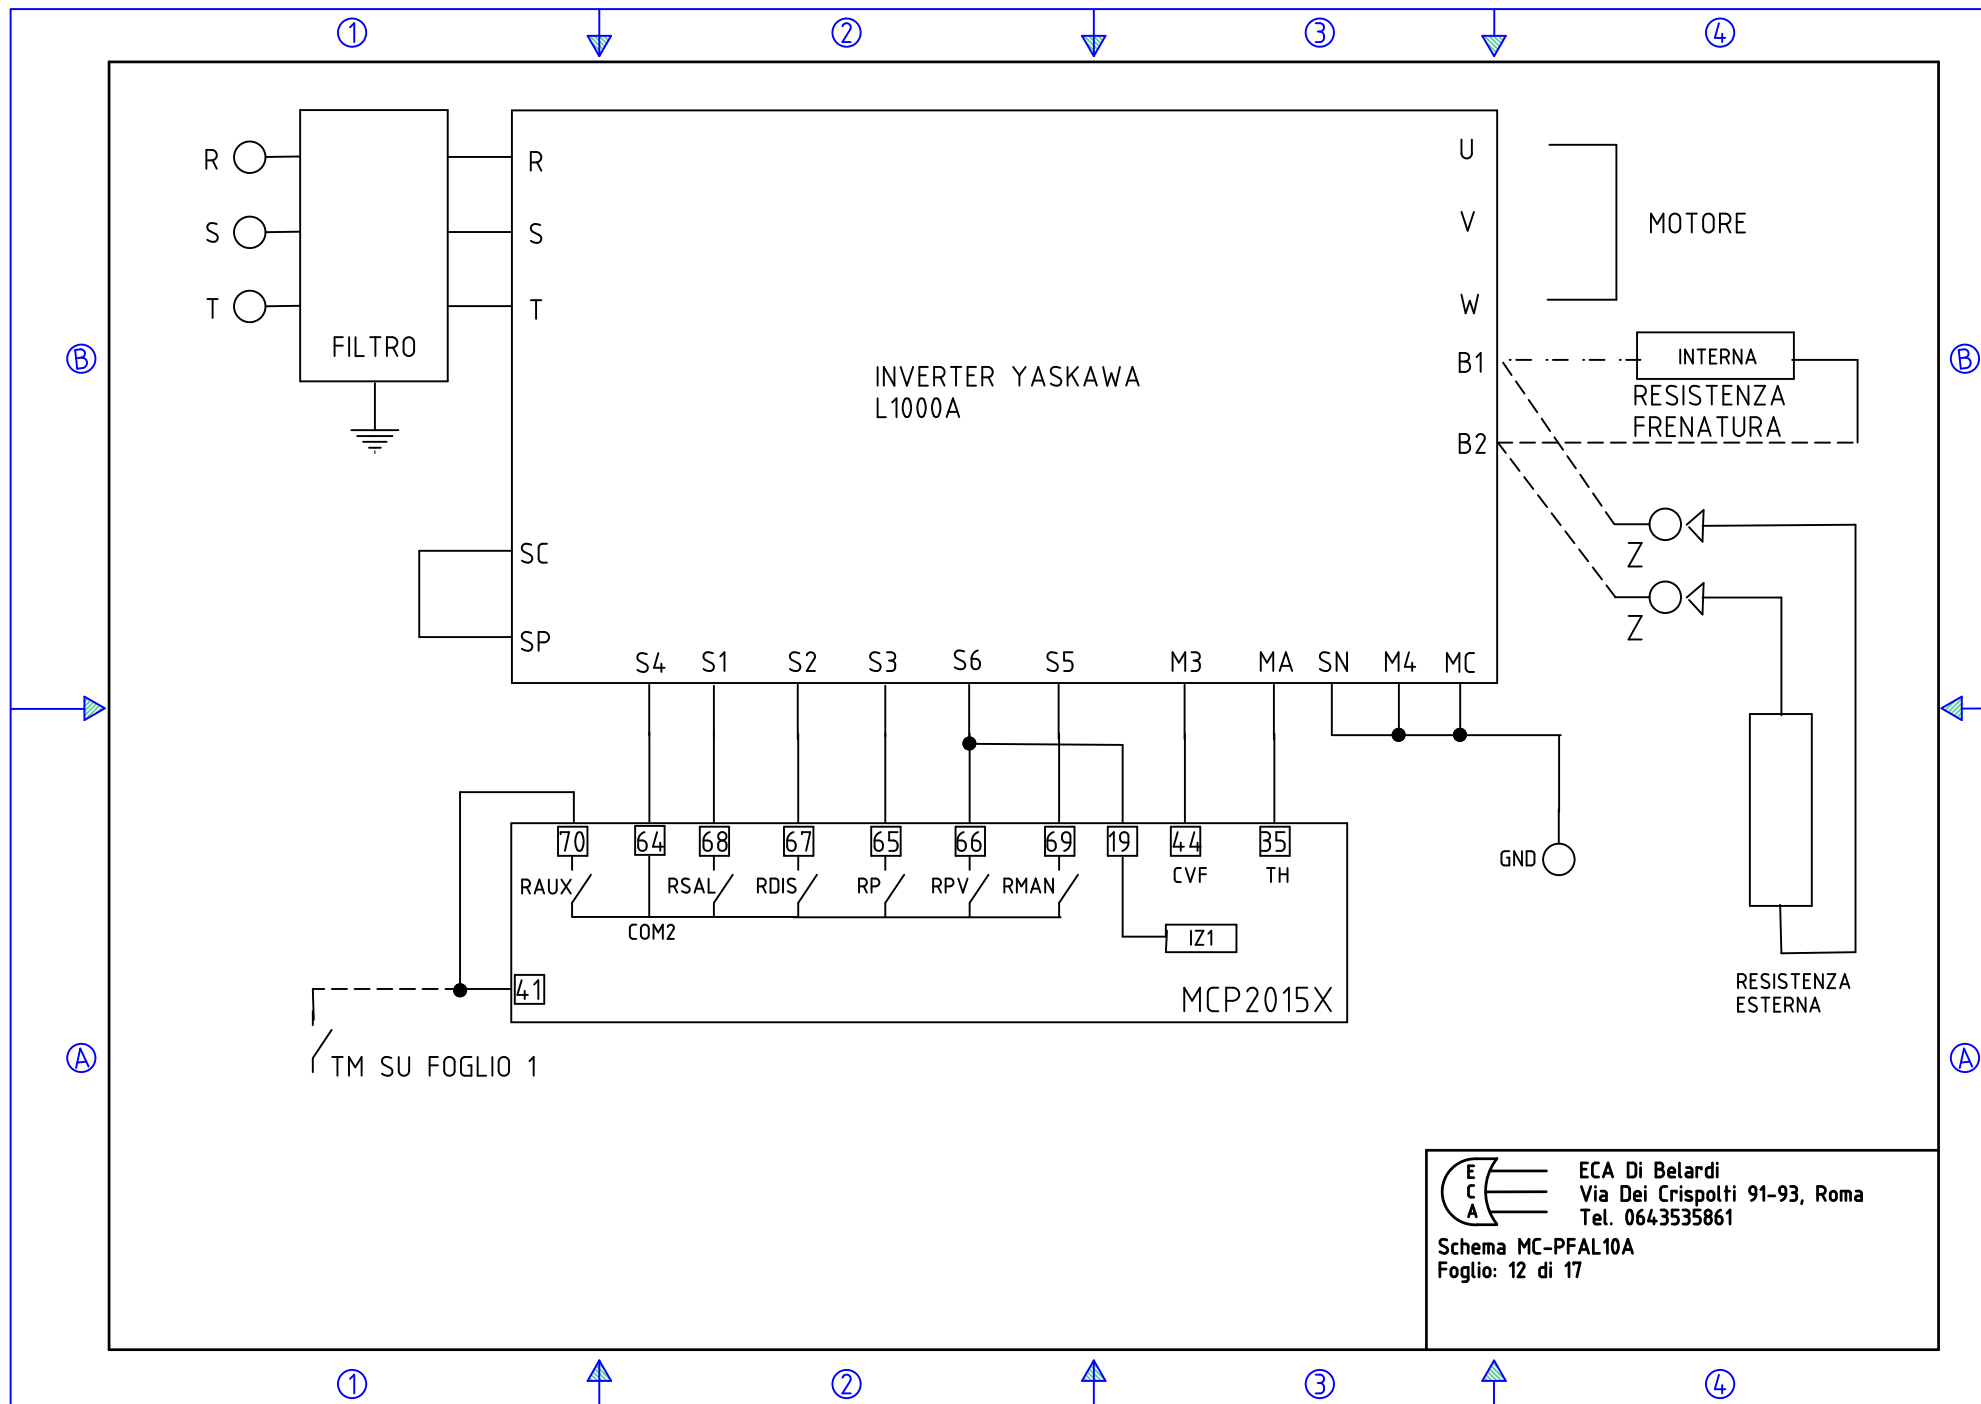 1 2 3 4
R R U
S S V MOTORE
T T W
FILTRO
B B
INVERTER YASKAWA
L1000A
B1 INTERNA
RESISTENZA
FRENATURA
B2
SC
Z
SP
Z
S4 S1 S2 S3 S6 S5 M3 MA SN M4 MC
70 64 68 67 65 66 69 19 44 35
RAUX RSAL RDIS RP RPV RMAN CVF TH
GND
COM2 IZ1
41
MCP2015X
RESISTENZA
ESTERNA
A A
TM SU FOGLIO 1
E
C
A
ECA Di Belardi
Via Dei Crispolti 91-93, Roma
Tel. 0643535861
Schema MC-PFAL10A
Foglio: 12 di 17
1 2 3 4